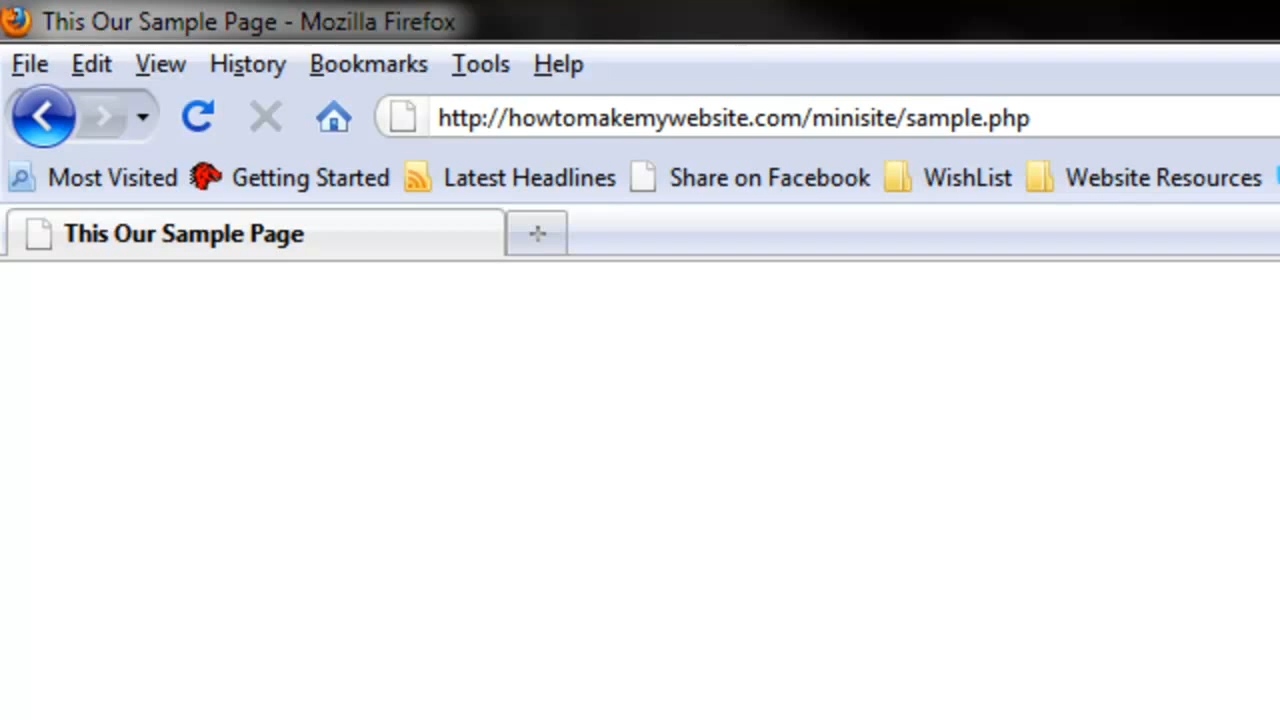 This Our Sample Page - Mozilla Firefox
File Edit View History Bookmarks Tools Help
http://howtomakemywebsite.com/minisite/sample.php
Most Visited Getting Started Latest Headlines Share on Facebook WishList Website Resources
This Our Sample Page